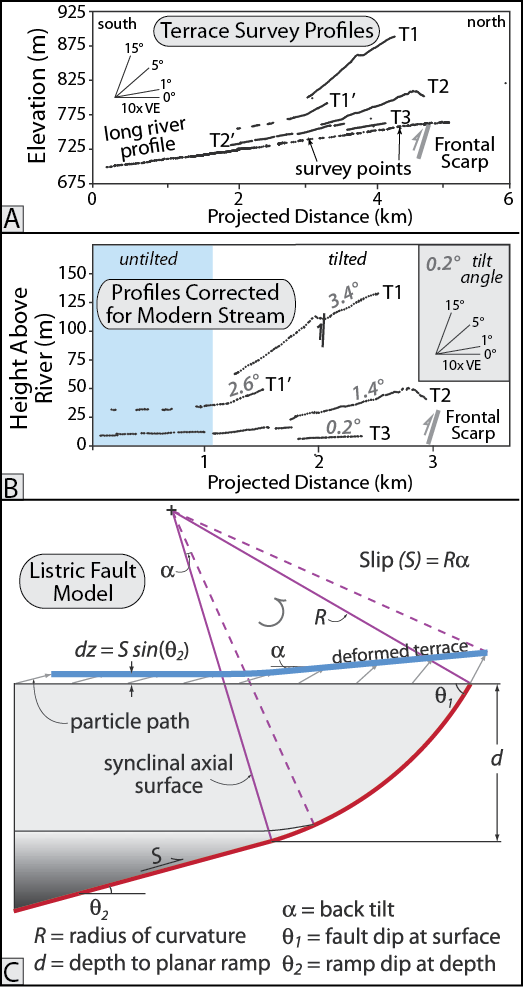 925
875
825
775
725
675
Elevation (m)
south
north
Terrace Survey Profiles
15°
5°
1°
0°
10x VE
T1
T1′
T2
T2′
T3
long river
profile
survey points
Frontal
Scarp
0
2
4
6
Projected Distance (km)
A
untilted
tilted
Profiles Corrected
for Modern Stream
150
125
100
75
50
25
0
Height Above
River (m)
3.4°
T1
2.6°
T1′
1.4°
T2
0.2°
T3
0.2° tilt
angle
15°
5°
1°
0°
10x VE
Frontal
Scarp
0
1
2
3
Projected Distance (km)
B
Listric Fault
Model
α
Slip (S) = Rα
R
dz = S sin(θ2)
α
deformed terrace
particle path
θ1
synclinal axial
surface
d
S
θ2
α = back tilt
R = radius of curvature
θ1 = fault dip at surface
d = depth to planar ramp
θ2 = ramp dip at depth
C